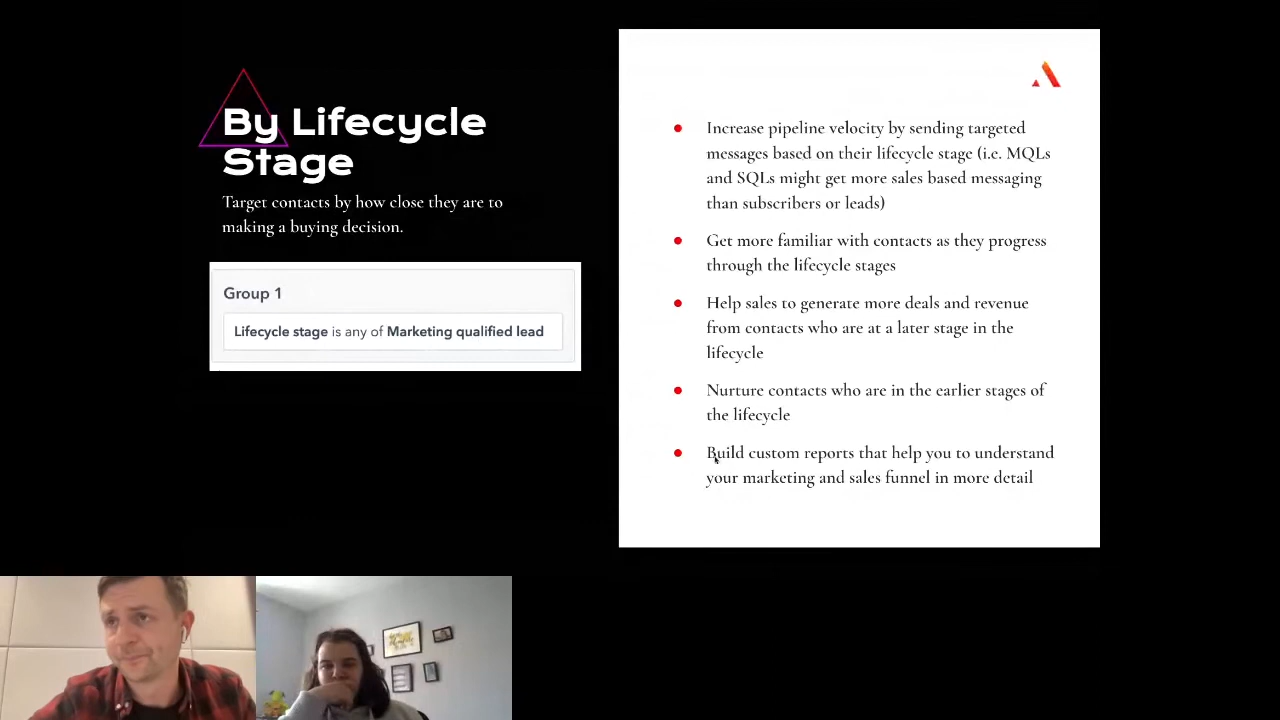 By Lifecycle
Stage
Target contacts by how close they are to
making a buying decision.
Group 1
Lifecycle stage is any of Marketing qualified lead
Increase pipeline velocity by sending targeted
messages based on their lifecycle stage (i.e. MQLs
and SQLs might get more sales based messaging
than subscribers or leads)
Get more familiar with contacts as they progress
through the lifecycle stages
Help sales to generate more deals and revenue
from contacts who are at a later stage in the
lifecycle
Nurture contacts who are in the earlier stages of
the lifecycle
Build custom reports that help you to understand
your marketing and sales funnel in more detail